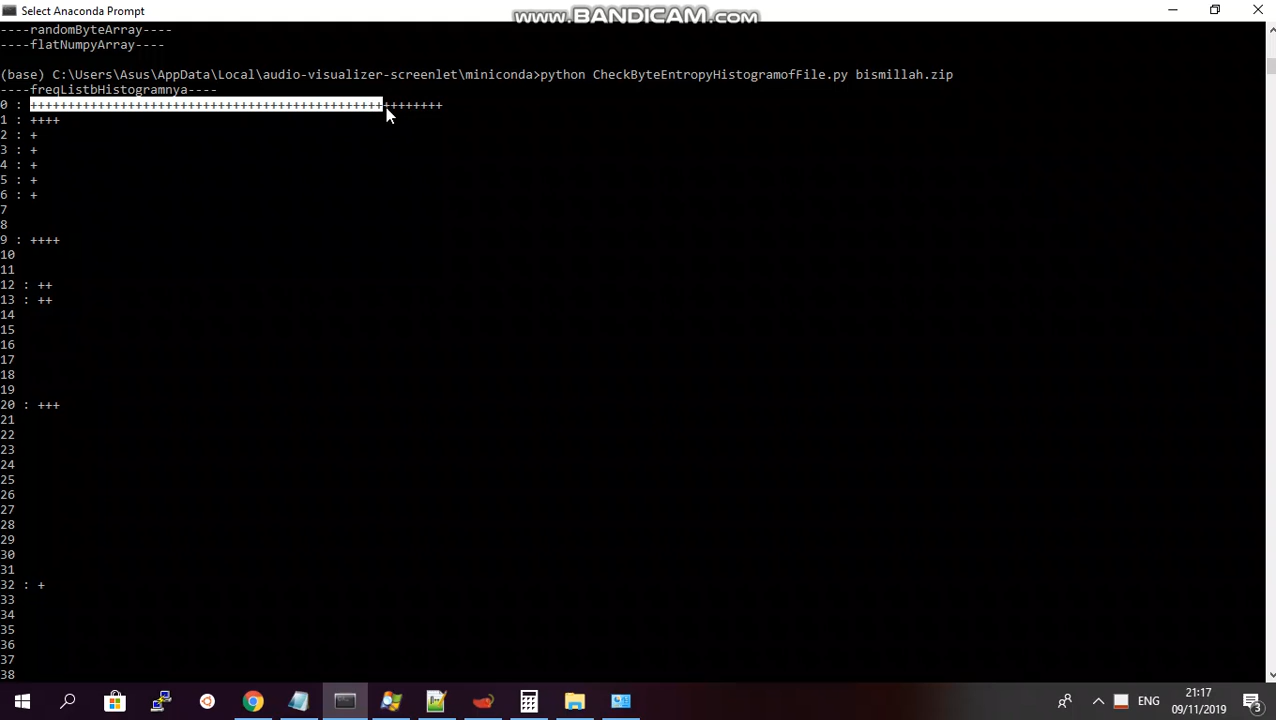 Select Anaconda Prompt
www.BANDICAM.com
----randomByteArray----
----flatNumpyArray----
(base) C:\Users\Asus\AppData\Local\audio-visualizer-screenlet\miniconda>python CheckByteEntropyHistogramofFile.py bismillah.zip
----freqListbHistogramnya----
0 : +++++++++++++++++++++++++++++++++++++++++++++++++++++++
1 : ++++
2 : +
3 : +
4 : +
5 : +
6 : +
7
8
9 : ++++
10
11
12 : ++
13 : ++
14
15
16
17
18
19
20 : +++
21
22
23
24
25
26
27
28
29
30
31
32 : +
33
34
35
36
37
38
ENG
21:17
09/11/2019
3